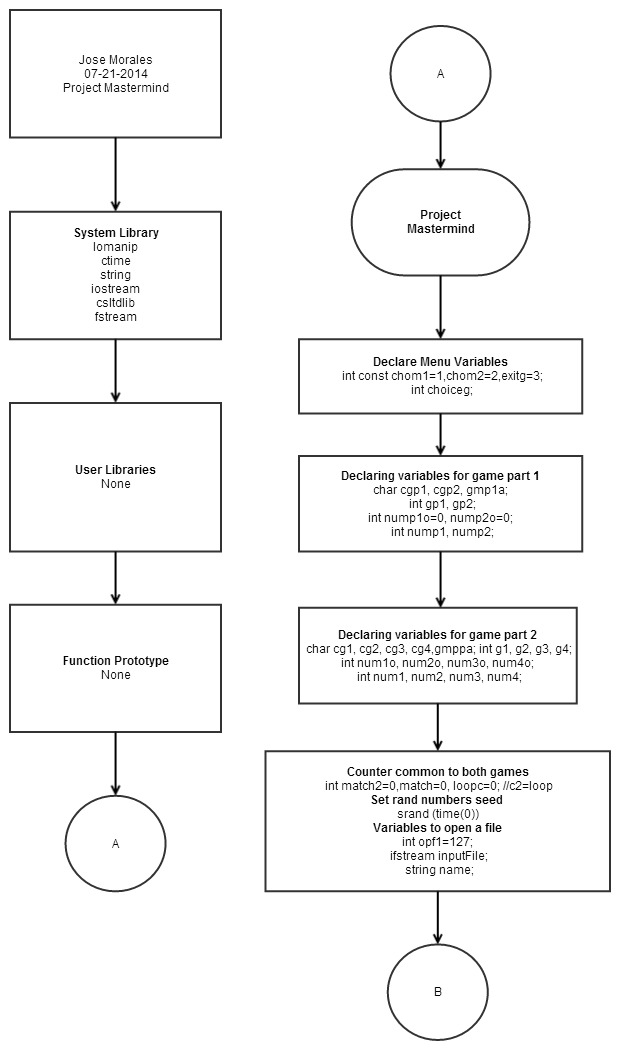 Jose Morales
07-21-2014
Project Mastermind
System Library
Iomanip
ctime
string
iostream
csltdlib
fstream
User Libraries
None
Function Prototype
None
A
A
Project
Mastermind
Declare Menu Variables
int const chom1=1,chom2=2,exitg=3;
int choiceg;
Declaring variables for game part 1
char cgp1, cgp2, gmp1a;
int gp1, gp2;
int nump1o=0, nump2o=0;
int nump1, nump2;
Declaring variables for game part 2
char cg1, cg2, cg3, cg4,gmppa; int g1, g2, g3, g4;
int num1o, num2o, num3o, num4o;
int num1, num2, num3, num4;
Counter common to both games
int match2=0,match=0, loopc=0; //c2=loop
Set rand numbers seed
srand (time(0))
Variables to open a file
int opf1=127;
ifstream inputFile;
string name;
B